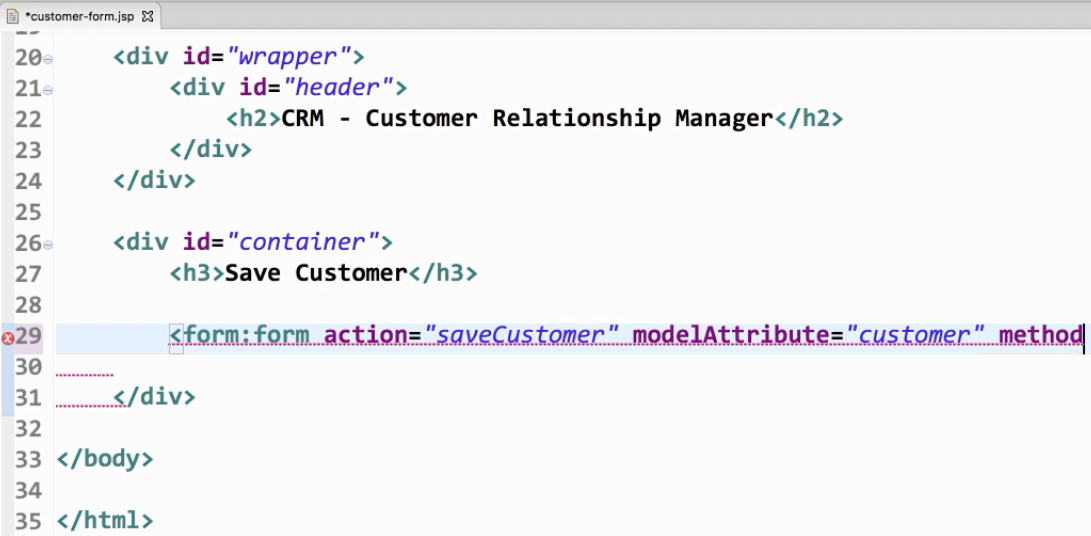 *customer-form.jsp
19
20 <div id="wrapper">
21 <div id="header">
22 <h2>CRM - Customer Relationship Manager</h2>
23 </div>
24 </div>
25
26 <div id="container">
27 <h3>Save Customer</h3>
28
29 <form:form action="saveCustomer" modelAttribute="customer" method
30
31 </div>
32
33 </body>
34
35 </html>